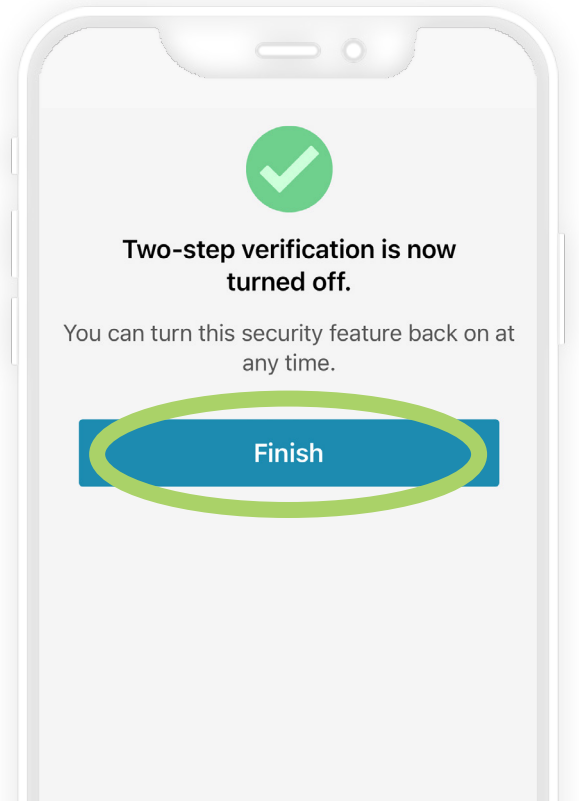 Two-step verification is now
turned off.
You can turn this security feature back on at
any time.
Finish